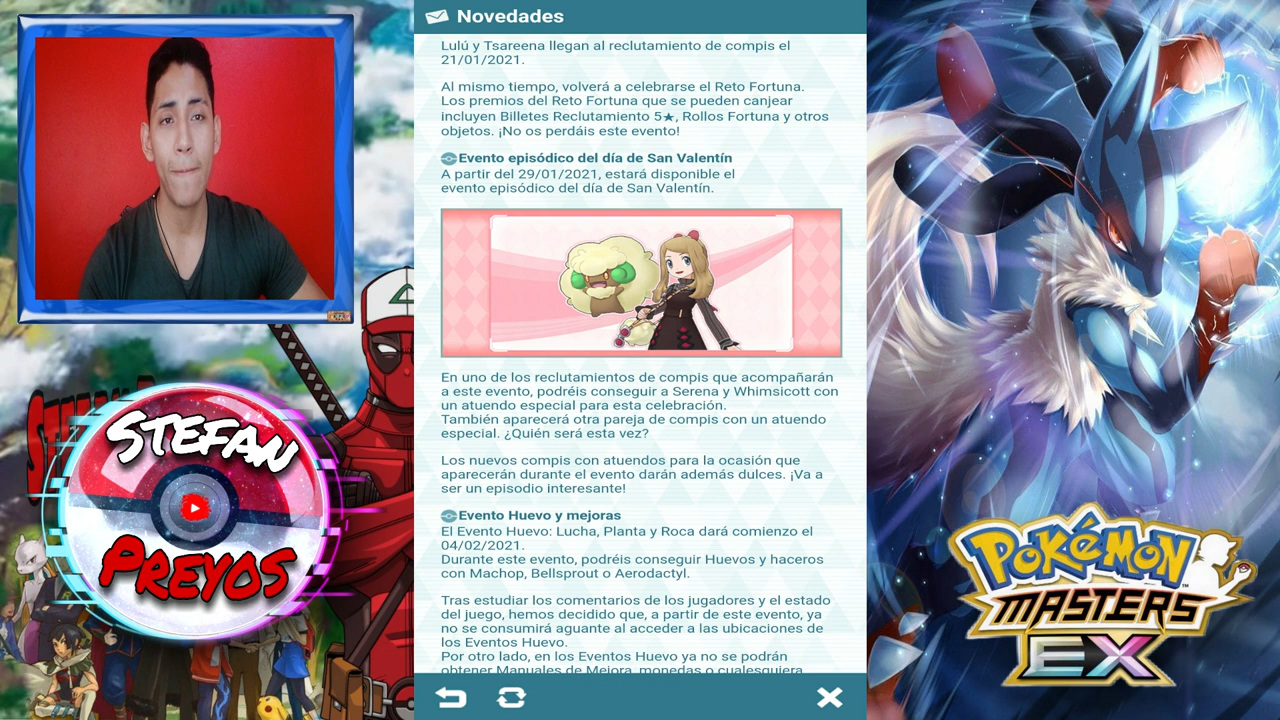 Novedades
Lulú y Tsareena llegan al reclutamiento de compis el
21/01/2021.
Al mismo tiempo, volverá a celebrarse el Reto Fortuna.
Los premios del Reto Fortuna que se pueden canjear
incluyen Billetes Reclutamiento 5★, Rollos Fortuna y otros
objetos. ¡No os perdáis este evento!
Evento episódico del día de San Valentín
A partir del 29/01/2021, estará disponible el
evento episódico del día de San Valentín.
En uno de los reclutamientos de compis que acompañarán
a este evento, podréis conseguir a Serena y Whimsicott con
un atuendo especial para esta celebración.
También aparecerá otra pareja de compis con un atuendo
especial. ¿Quién será esta vez?
Los nuevos compis con atuendos para la ocasión que
aparecerán durante el evento darán además dulces. ¡Va a
ser un episodio interesante!
Evento Huevo y mejoras
El Evento Huevo: Lucha, Planta y Roca dará comienzo el
04/02/2021.
Durante este evento, podréis conseguir Huevos y haceros
con Machop, Bellsprout o Aerodactyl.
Tras estudiar los comentarios de los jugadores y el estado
del juego, hemos decidido que, a partir de este evento, ya
no se consumirá aguante al acceder a las ubicaciones de
los Eventos Huevo.
Por otro lado, en los Eventos Huevo ya no se podrán
obtener Manuales de Mejora, monedas o cualesquiera
STEFAN
PREYOS
POKÉMON
MASTERS
EX